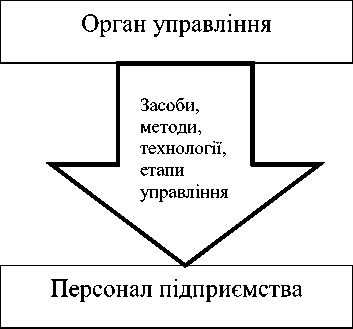 Орган управління
Засоби,
методи,
технології,
етапи
управління
Персонал підприємства